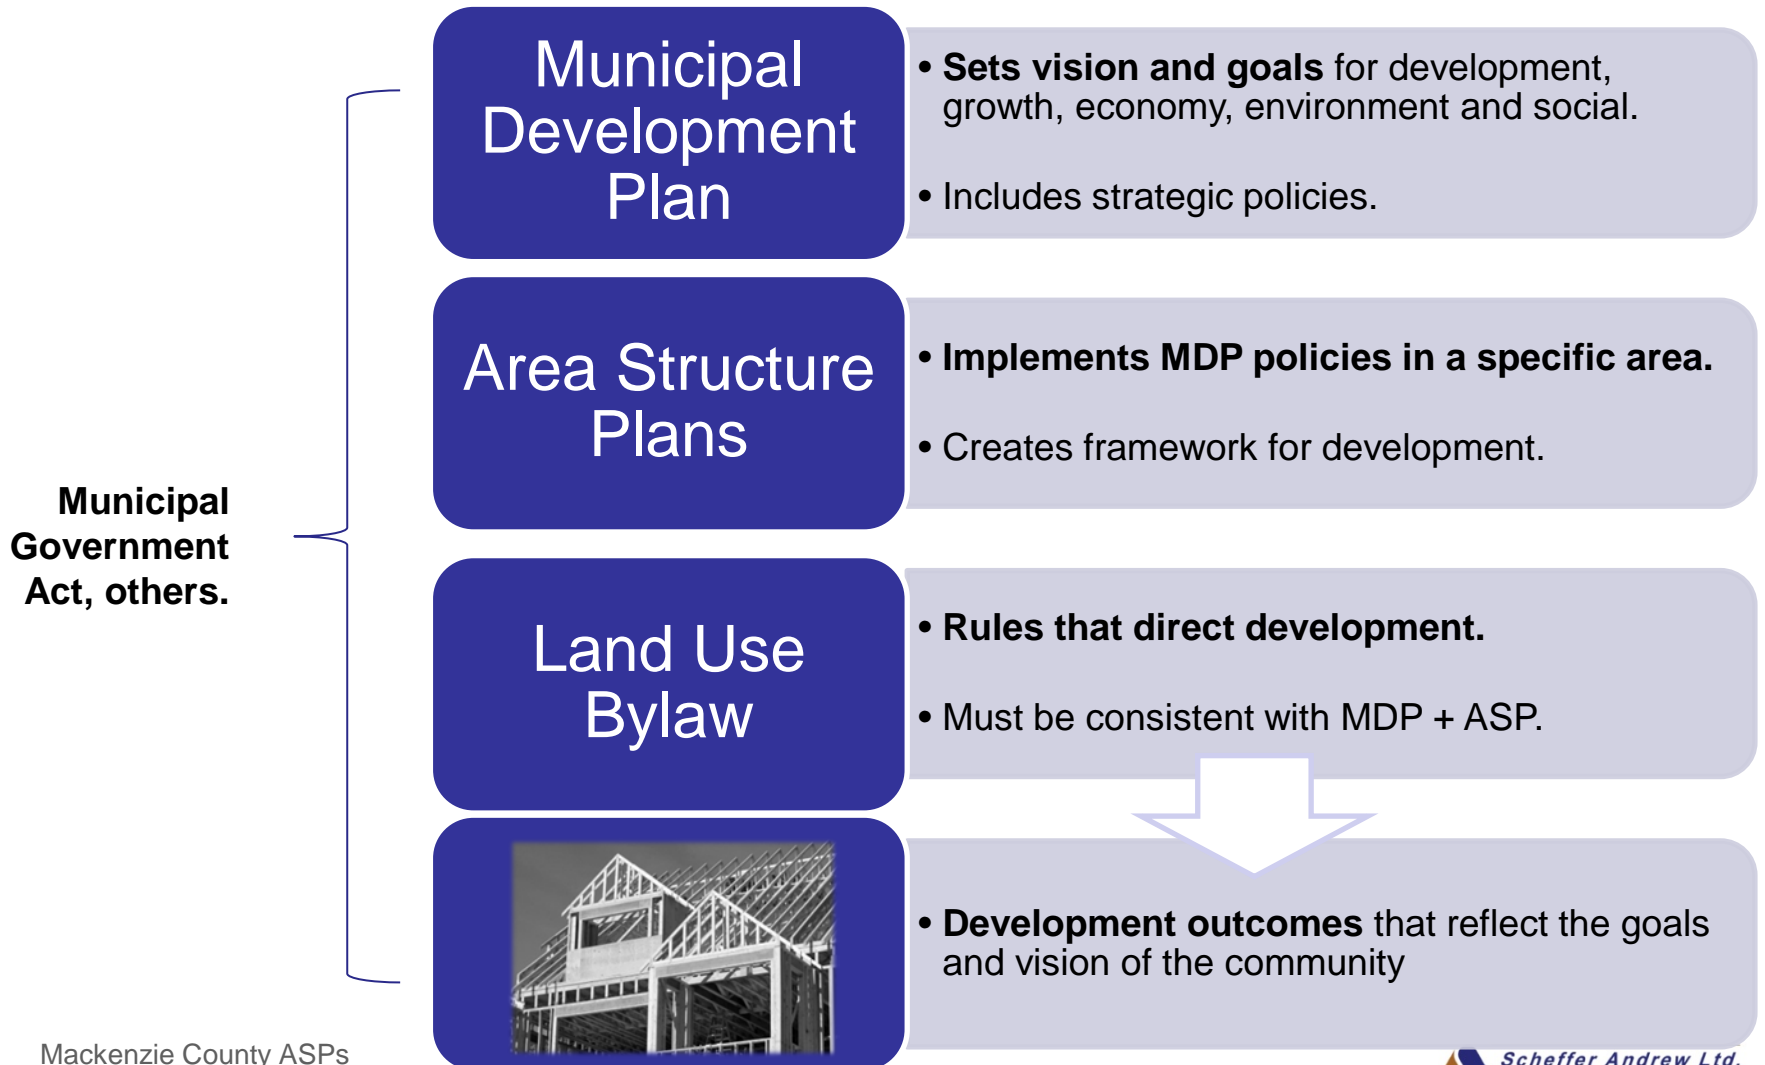 Municipal
Development
Plan
• Sets vision and goals for development,
growth, economy, environment and social.
• Includes strategic policies.
Area Structure
Plans
• Implements MDP policies in a specific area.
• Creates framework for development.
Municipal
Government
Act, others.
Land Use
Bylaw
• Rules that direct development.
• Must be consistent with MDP + ASP.
• Development outcomes that reflect the goals
and vision of the community
Mackenzie County ASPs
Scheffer Andrew Ltd.